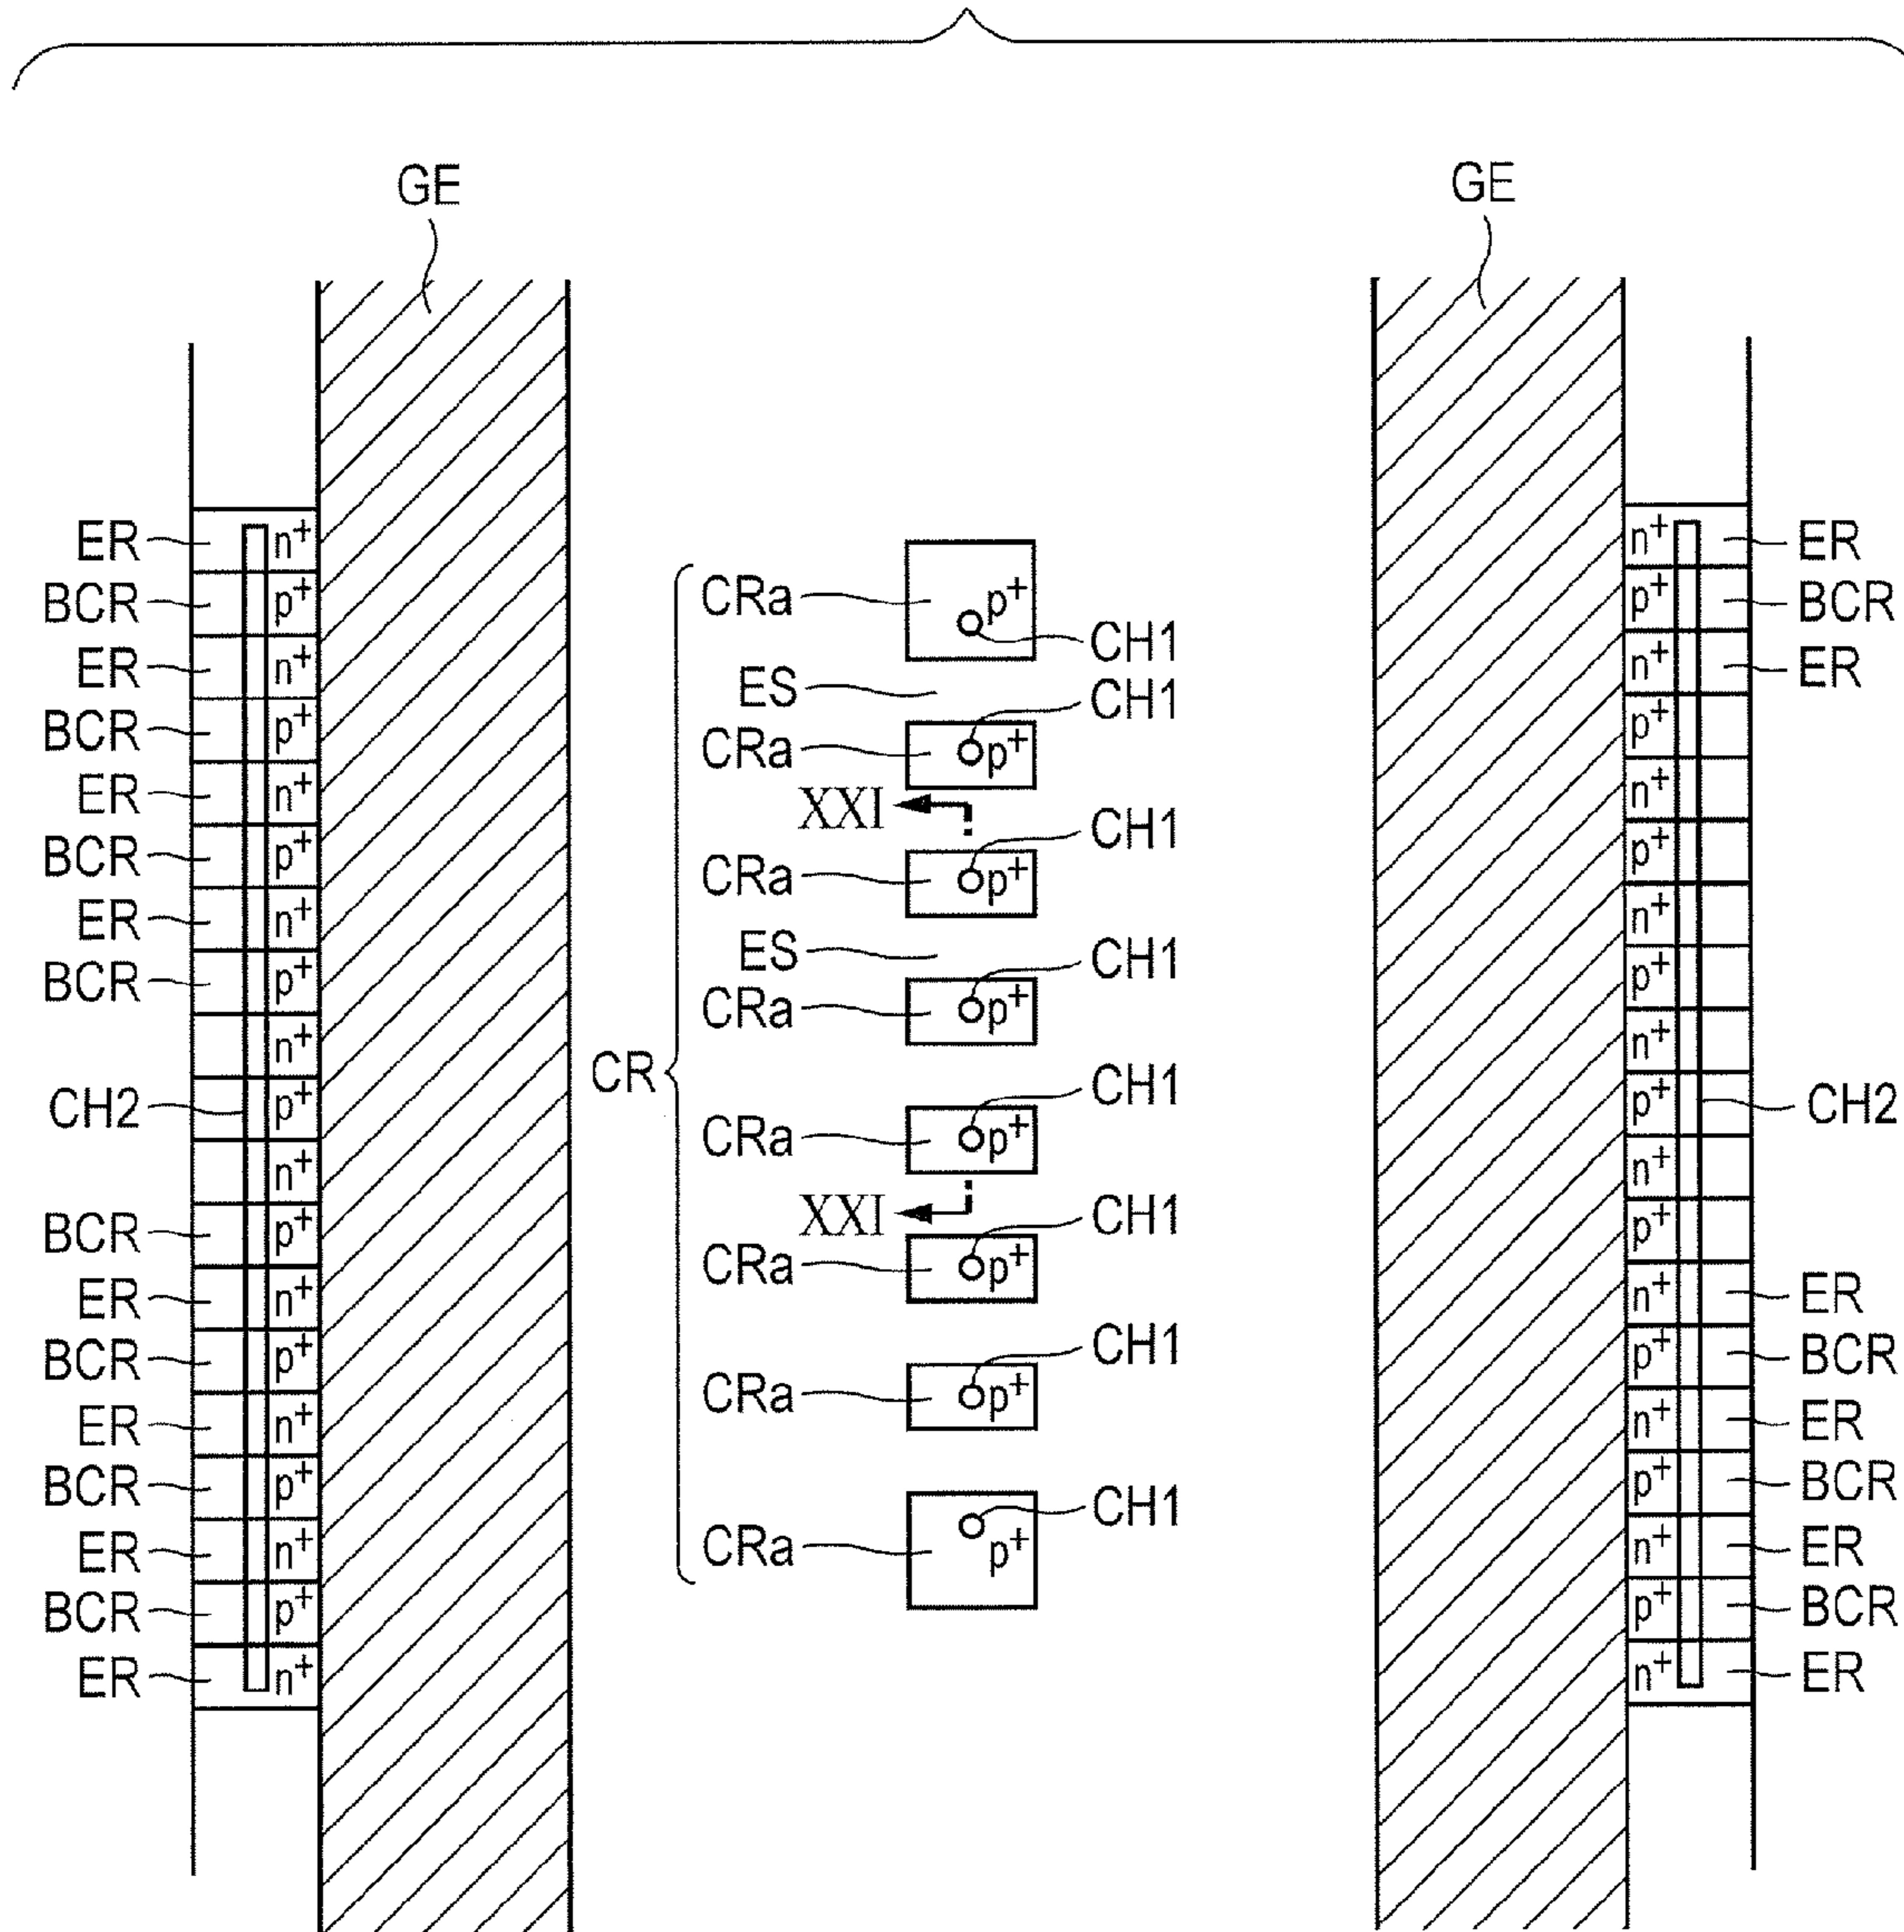 GE GE
ER n+ n+ ER
BCR p+ CRa p+ p+ BCR
CH1
ER n+ ES n+ ER
CH1
BCR p+ CRa p+ p+
ER n+ XXI n+
CH1
BCR p+ CRa p+ p+
ER n+ n+
ES CH1
BCR p+ CRa p+ p+
n+ n+
CR
CH2 p+ CH1 p+ CH2
CRa p+
n+ n+
BCR p+ XXI CH1 p+
ER n+ CRa p+ n+ ER
BCR p+ CH1 p+ BCR
ER n+ CRa p+ n+ ER
BCR p+ CH1 p+ BCR
ER n+ CRa p+ n+ ER
BCR p+ p+ BCR
ER n+ n+ ER